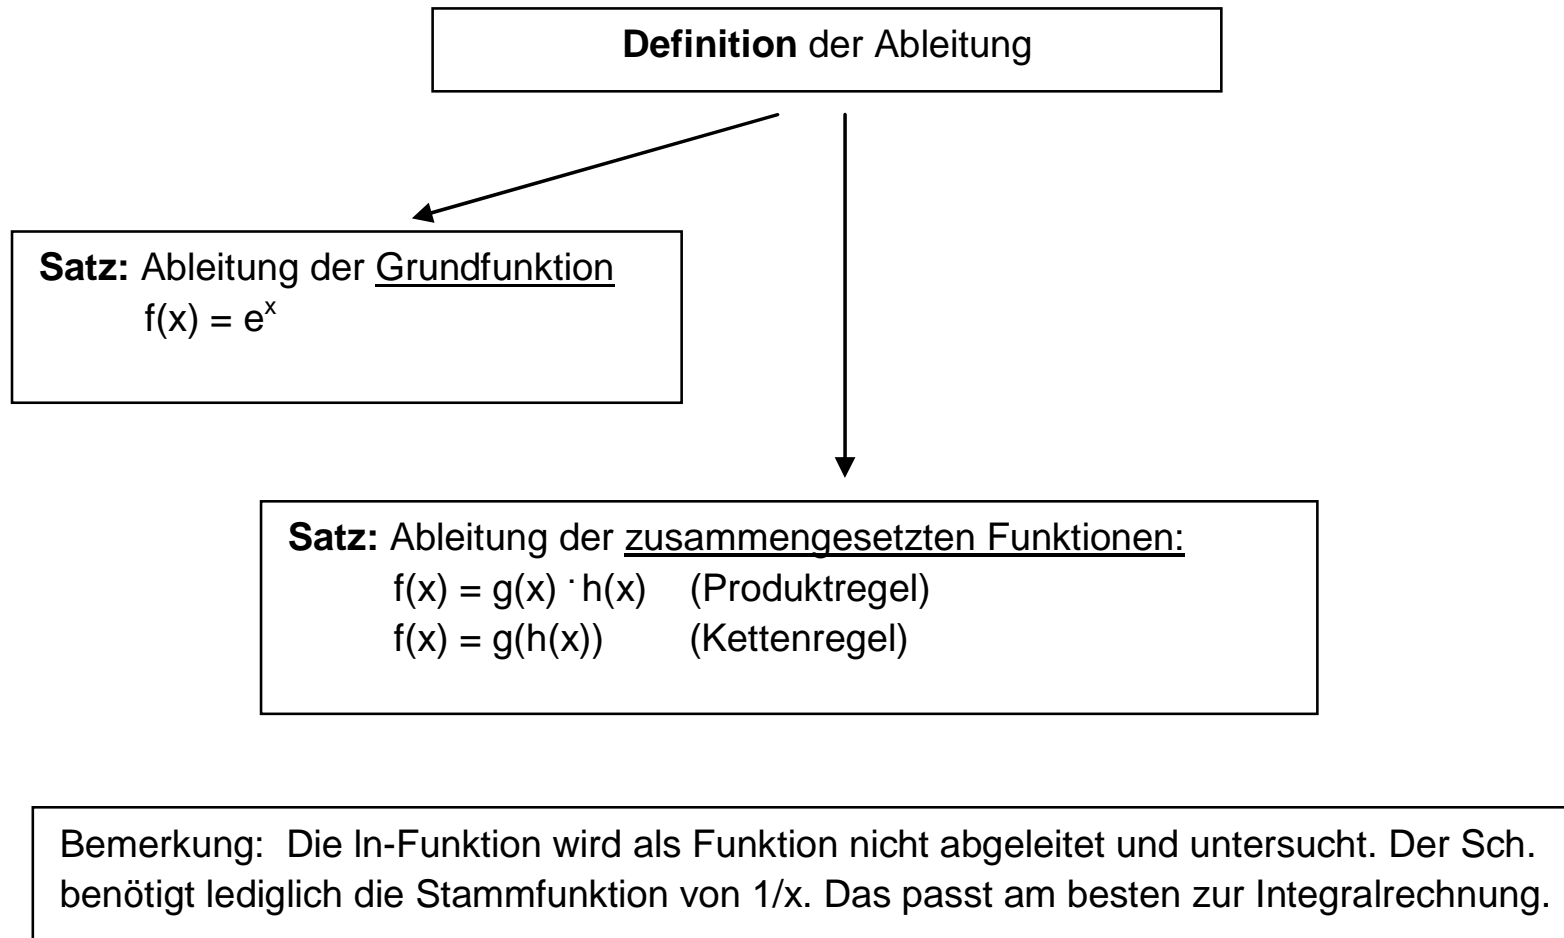 Definition der Ableitung
Satz: Ableitung der Grundfunktion
f(x) = eˣ
Satz: Ableitung der zusammengesetzten Funktionen:
f(x) = g(x) ˙ h(x) (Produktregel)
f(x) = g(h(x)) (Kettenregel)
Bemerkung: Die ln-Funktion wird als Funktion nicht abgeleitet und untersucht. Der Sch.
benötigt lediglich die Stammfunktion von 1/x. Das passt am besten zur Integralrechnung.